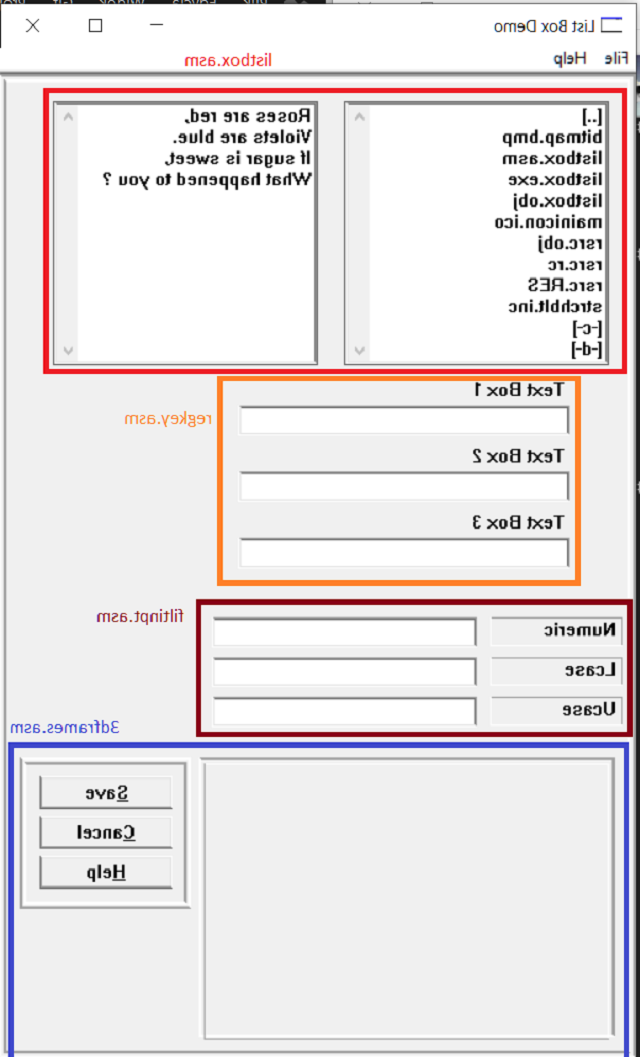 List Box Demo
File Help
listbox.asm
[..]
bitmap.bmp
listbox.asm
listbox.exe
listbox.obj
mainicon.ico
rsrc.obj
rsrc.rc
rsrc.RES
strchblt.inc
[-c-]
[-d-]
Roses are red,
Violets are blue.
If sugar is sweet,
What happened to you ?
Text Box 1
regkey.asm
Text Box 2
Text Box 3
filtinpt.asm
Numeric
Lcase
Ucase
3dframes.asm
Save
Cancel
Help